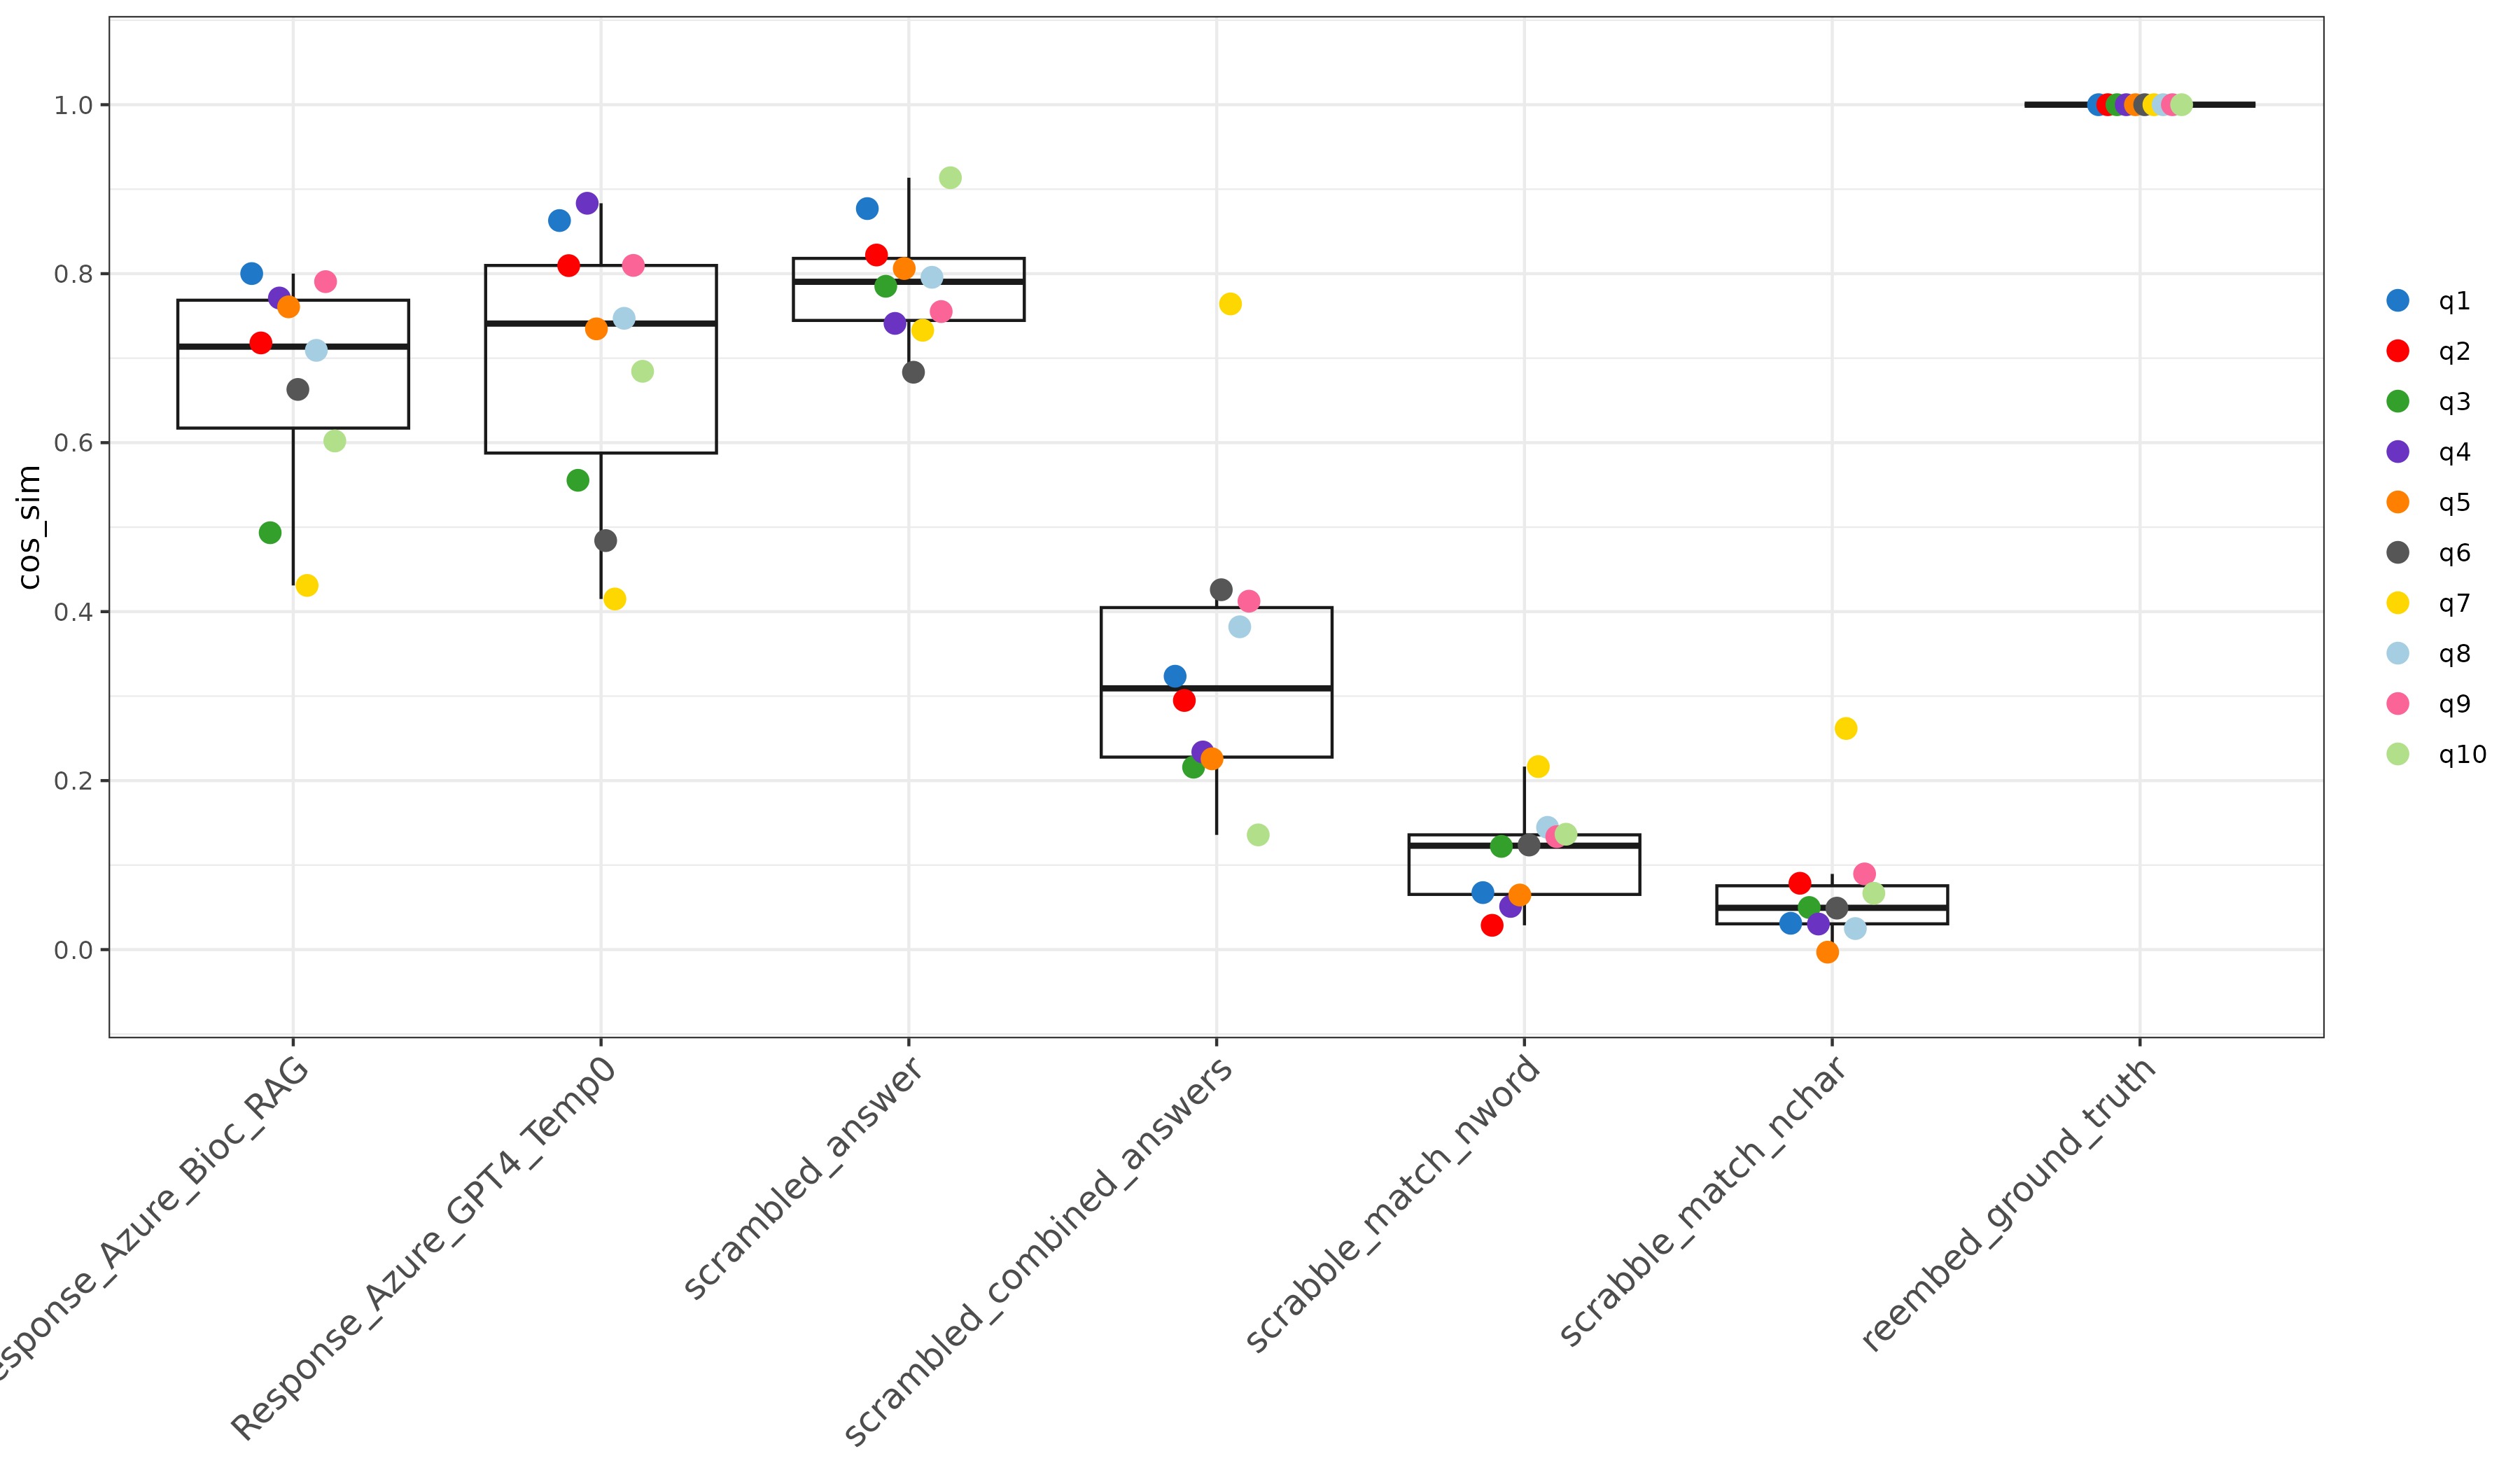 cos_sim
1.0
0.8
0.6
0.4
0.2
0.0
esponse_Azure_Bioc_RAG
Response_Azure_GPT4_Temp0
scrambled_answer
scrambled_combined_answers
scrabble_match_nword
scrabble_match_nchar
reembed_ground_truth
q1
q2
q3
q4
q5
q6
q7
q8
q9
q10